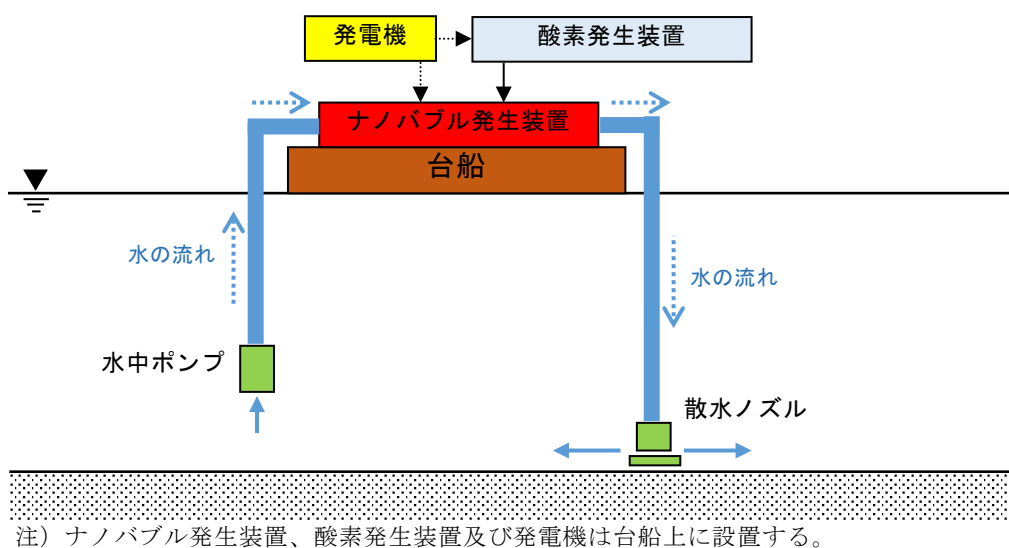 発電機
酸素発生装置
ナノバブル発生装置
台船
水の流れ
水の流れ
水中ポンプ
散水ノズル
注）ナノバブル発生装置、酸素発生装置及び発電機は台船上に設置する。